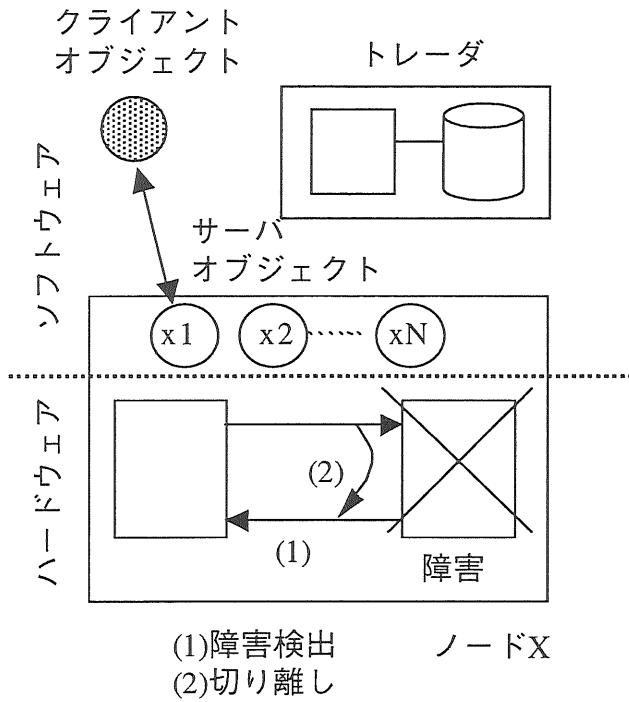 クライアント
オブジェクト
トレーダ
ソフトウェア
サーバ
オブジェクト
x1
x2
......
xN
ハードウェア
(2)
(1)
障害
(1)障害検出
ノードX
(2)切り離し